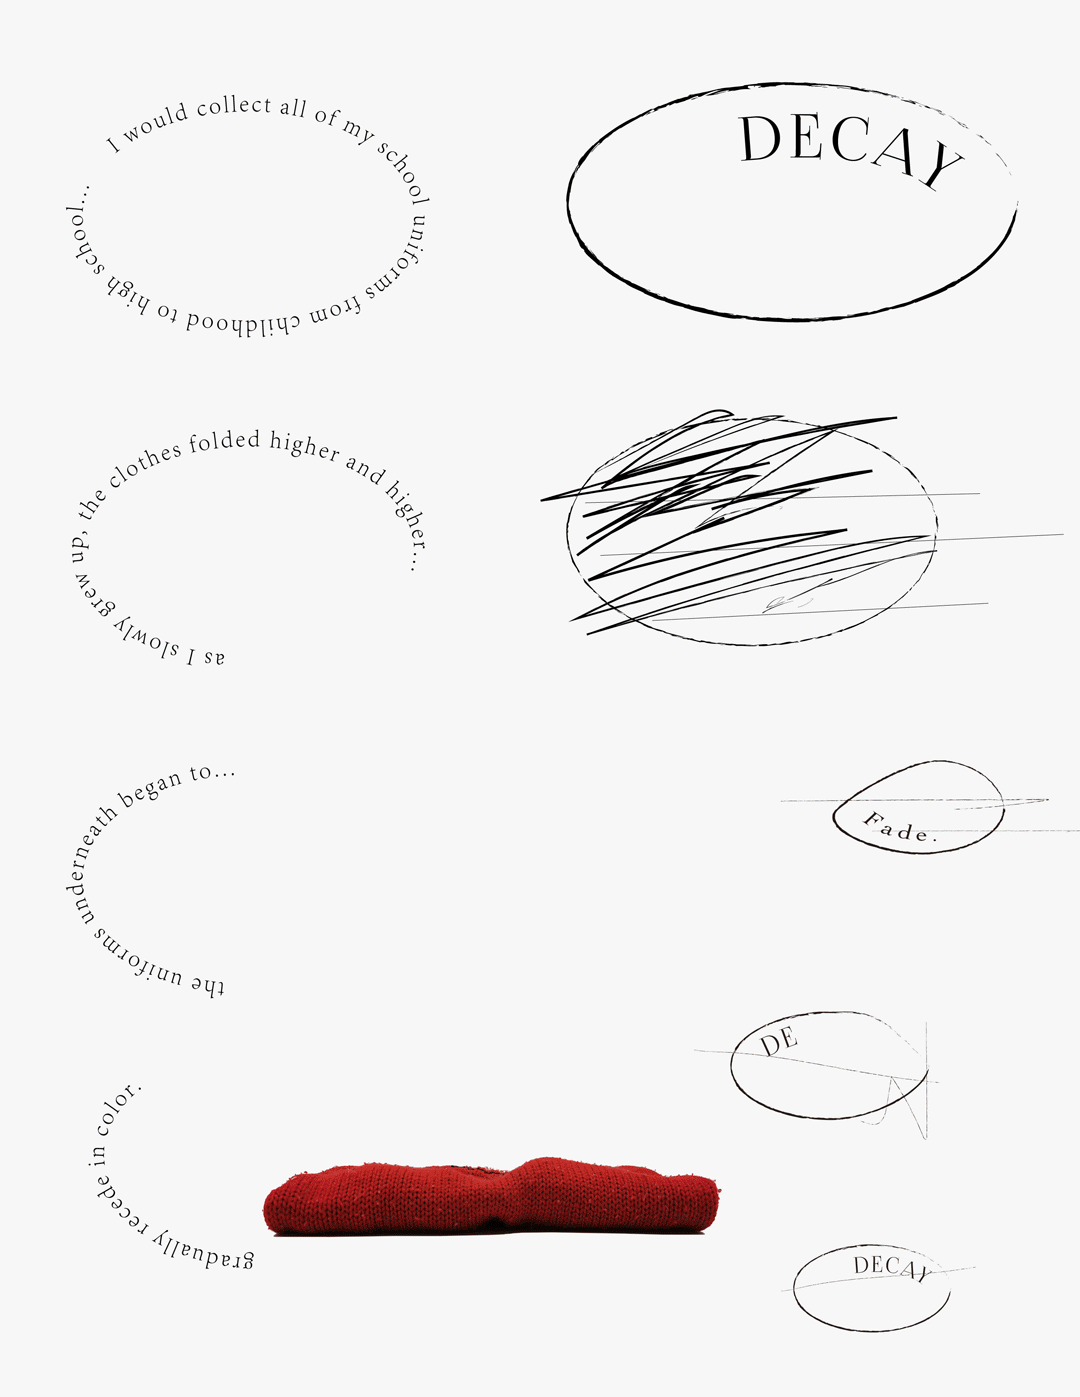 I would collect all of my school uniforms from childhood to high school...
DECAY
as I slowly grew up, the clothes folded higher and higher...
the uniforms underneath began to...
Fade.
DE
gradually recede in color.
DECAY